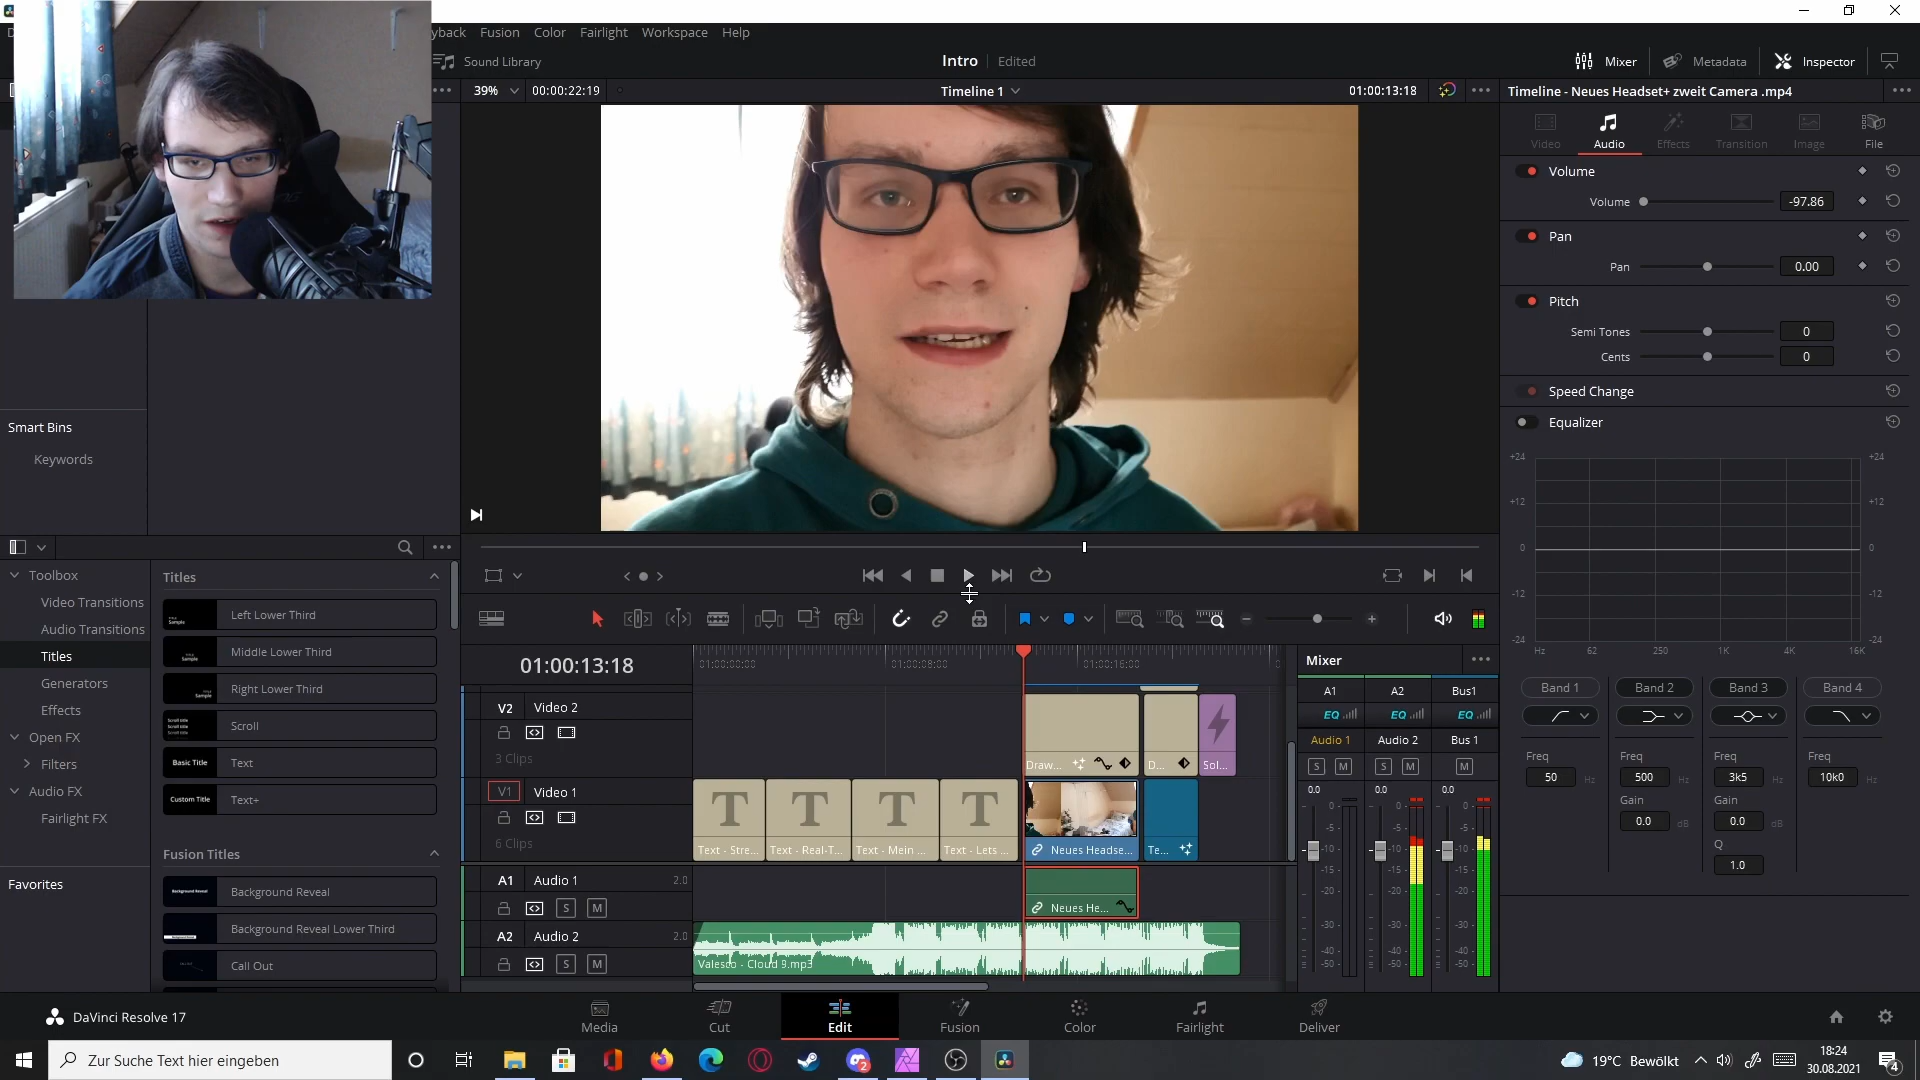 yback Fusion Color Fairlight Workspace Help
Sound Library
Intro Edited
Mixer Metadata Inspector
39% 00:00:22:19 Timeline 1 01:00:13:18
Timeline - Neues Headset+ zweit Camera .mp4
Video Audio Effects Transition Image File
Volume
Volume -97.86
Pan
Pan 0.00
Pitch
Semi Tones 0
Cents 0
Speed Change
Equalizer
+24 +24
+12 +12
0 0
-12 -12
-24 -24
Hz 62 250 1K 4K 16K
Band 1 Band 2 Band 3 Band 4
Freq Freq Freq Freq
50 Hz 500 Hz 3k5 Hz 10k0 Hz
Gain Gain
0.0 dB 0.0 dB
Q
1.0
Smart Bins
Keywords
Toolbox
Video Transitions
Audio Transitions
Titles
Generators
Effects
Open FX
Filters
Audio FX
Fairlight FX
Favorites
Titles
Left Lower Third
Middle Lower Third
Right Lower Third
Scroll
Basic Title Text
Custom Title Text+
Fusion Titles
Background Reveal Background Reveal
Background Reveal Lower Third
Call Out
01:00:13:18
01:00:00:00 01:00:08:00 01:00:16:00
V2 Video 2
3 Clips
Draw... D... Sol...
V1 Video 1
6 Clips
Text - Stre... Text - Real-T... Text - Mein ... Text - Lets ... Neues Headse... Te...
A1 Audio 1 2.0
S M
Neues He...
A2 Audio 2 2.0
S M
Valesco - Cloud 9.mp3
Mixer
A1 A2 Bus1
EQ EQ EQ
Audio 1 Audio 2 Bus 1
S M S M M
0.0 0.0 0.0
0 0 0
-5 -5 -5
-10 -10 -10
-15 -15 -15
-20 -20 -20
-30 -30 -30
-40 -40 -40
-50 -50 -50
DaVinci Resolve 17
Media Cut Edit Fusion Color Fairlight Deliver
Zur Suche Text hier eingeben
2
19°C Bewölkt
18:24
30.08.2021
4